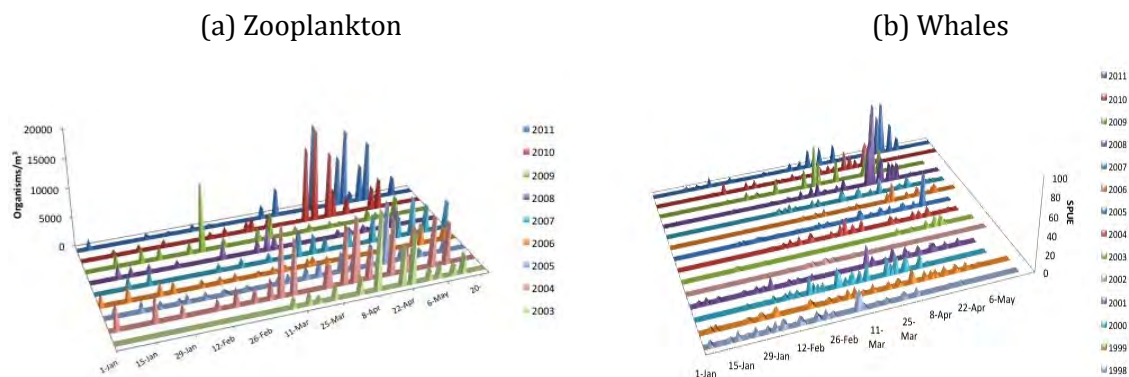 (a) Zooplankton
(b) Whales
20000
15000
10000
5000
0
Organisms/m³
1-Jan
15-Jan
29-Jan
12-Feb
26-Feb
11-Mar
25-Mar
8-Apr
22-Apr
6-May
20-
2011
2010
2009
2008
2007
2006
2005
2004
2003
1-Jan
15-Jan
29-Jan
12-Feb
26-Feb
11-
Mar
25-
Mar
8-Apr
22-Apr
6-May
100
80
60
40
20
0
SPUE
2011
2010
2009
2008
2007
2006
2005
2004
2003
2002
2001
2000
1999
1998